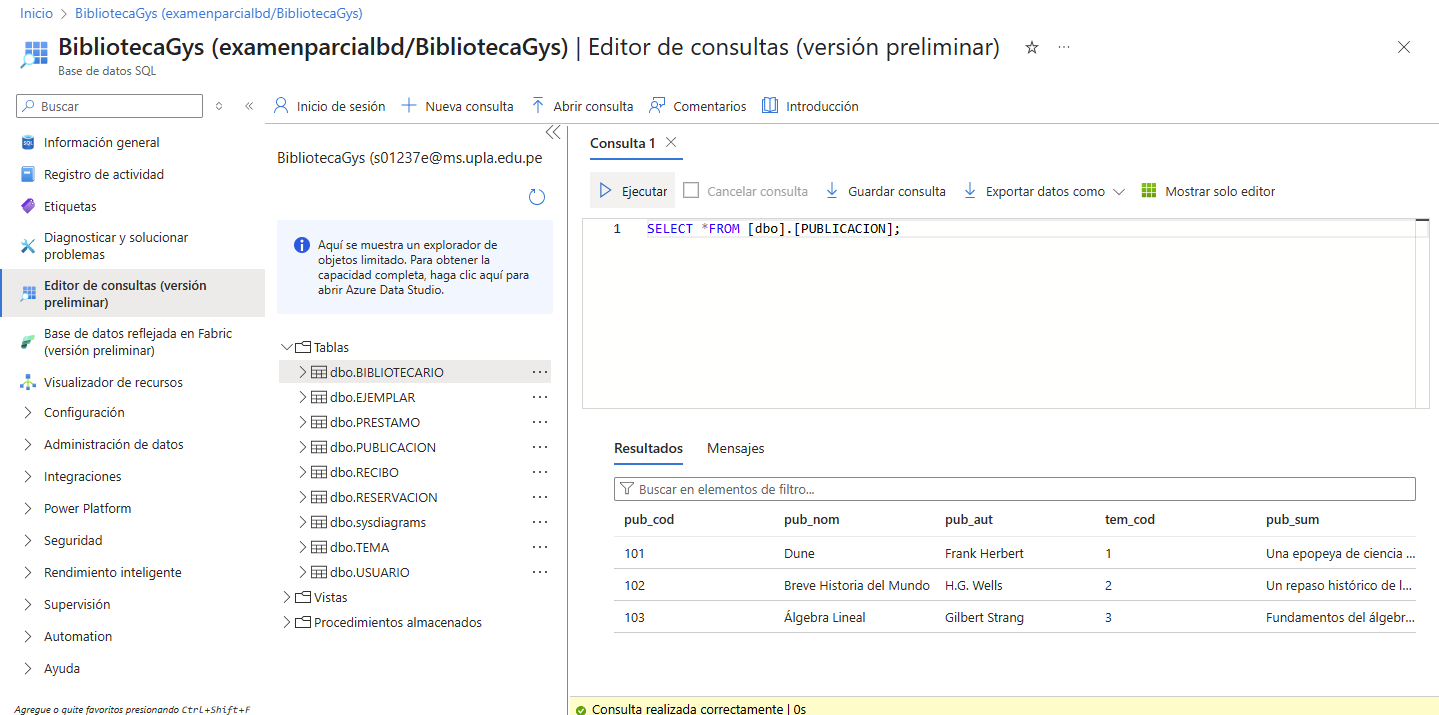 Inicio > BibliotecaGys (examenparcialbd/BibliotecaGys)
BibliotecaGys (examenparcialbd/BibliotecaGys) | Editor de consultas (versión preliminar)
Base de datos SQL
Buscar
Información general
Registro de actividad
Etiquetas
Diagnosticar y solucionar
problemas
Editor de consultas (versión
preliminar)
Base de datos reflejada en Fabric
(versión preliminar)
Visualizador de recursos
Configuración
Administración de datos
Integraciones
Power Platform
Seguridad
Rendimiento inteligente
Supervisión
Automation
Ayuda
Agregue o quite favoritos presionando Ctrl+Shift+F
Inicio de sesión
Nueva consulta
Abrir consulta
Comentarios
Introducción
BibliotecaGys (s01237e@ms.upla.edu.pe
Aquí se muestra un explorador de
objetos limitado. Para obtener la
capacidad completa, haga clic aquí para
abrir Azure Data Studio.
Tablas
dbo.BIBLIOTECARIO
dbo.EJEMPLAR
dbo.PRESTAMO
dbo.PUBLICACION
dbo.RECIBO
dbo.RESERVACION
dbo.sysdiagrams
dbo.TEMA
dbo.USUARIO
Vistas
Procedimientos almacenados
Consulta 1
Ejecutar
Cancelar consulta
Guardar consulta
Exportar datos como
Mostrar solo editor
1 SELECT *FROM [dbo].[PUBLICACION];
Resultados Mensajes
Buscar en elementos de filtro...
pub_cod pub_nom pub_aut tem_cod pub_sum
101 Dune Frank Herbert 1 Una epopeya de ciencia ...
102 Breve Historia del Mundo H.G. Wells 2 Un repaso histórico de l...
103 Álgebra Lineal Gilbert Strang 3 Fundamentos del álgebr...
Consulta realizada correctamente | 0s